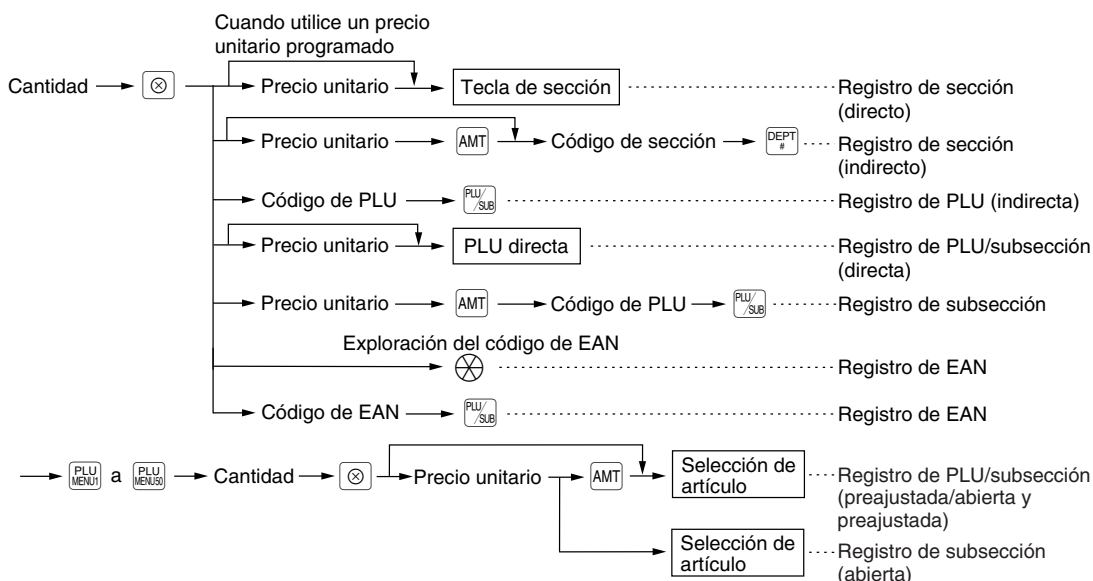 Cuando utilice un precio
unitario programado
Cantidad ⊗ Precio unitario Tecla de sección Registro de sección
(directo)
Precio unitario AMT Código de sección DEPT # Registro de sección
(indirecto)
Código de PLU PLU/SUB Registro de PLU (indirecta)
Precio unitario PLU directa Registro de PLU/subsección
(directa)
Precio unitario AMT Código de PLU PLU/SUB Registro de subsección
Exploración del código de EAN
Registro de EAN
Código de EAN PLU/SUB Registro de EAN
PLU MENU1 a PLU MENU50 Cantidad ⊗ Precio unitario AMT Selección de
artículo
Registro de PLU/subsección
(preajustada/abierta y
preajustada)
Selección de
artículo
Registro de subsección
(abierta)